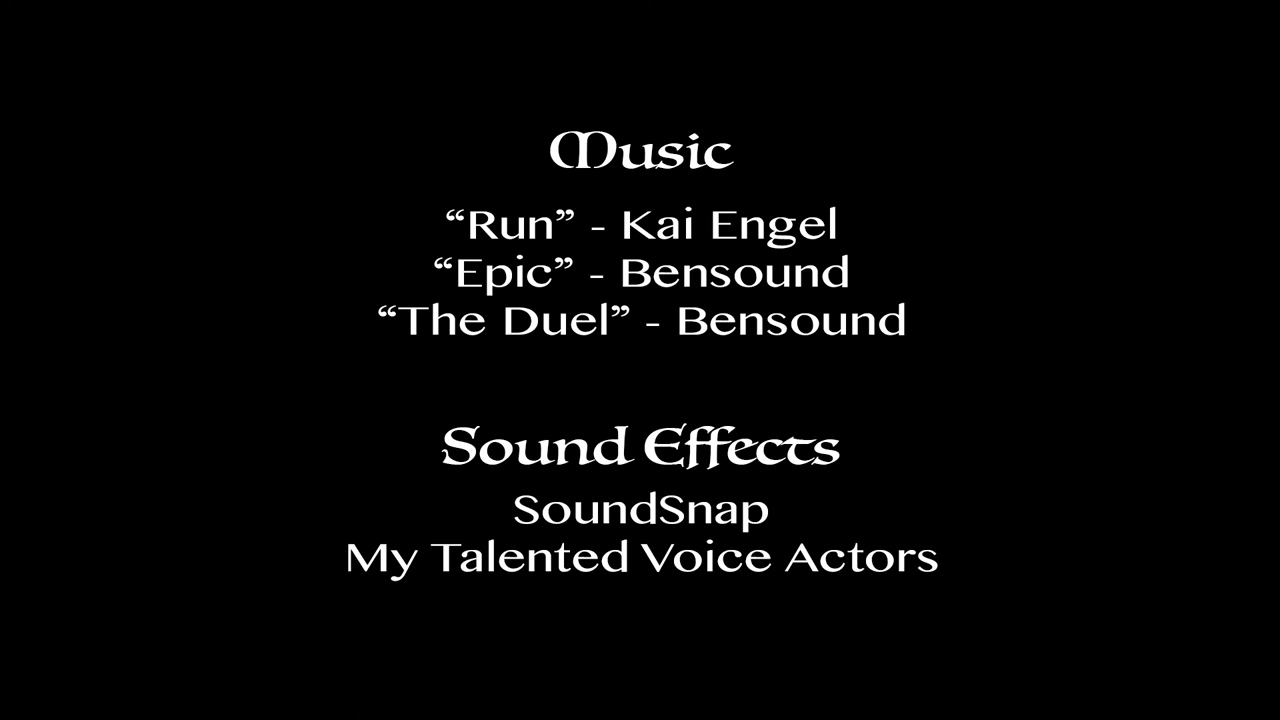 Music
“Run” - Kai Engel
“Epic” - Bensound
“The Duel” - Bensound
Sound Effects
SoundSnap
My Talented Voice Actors